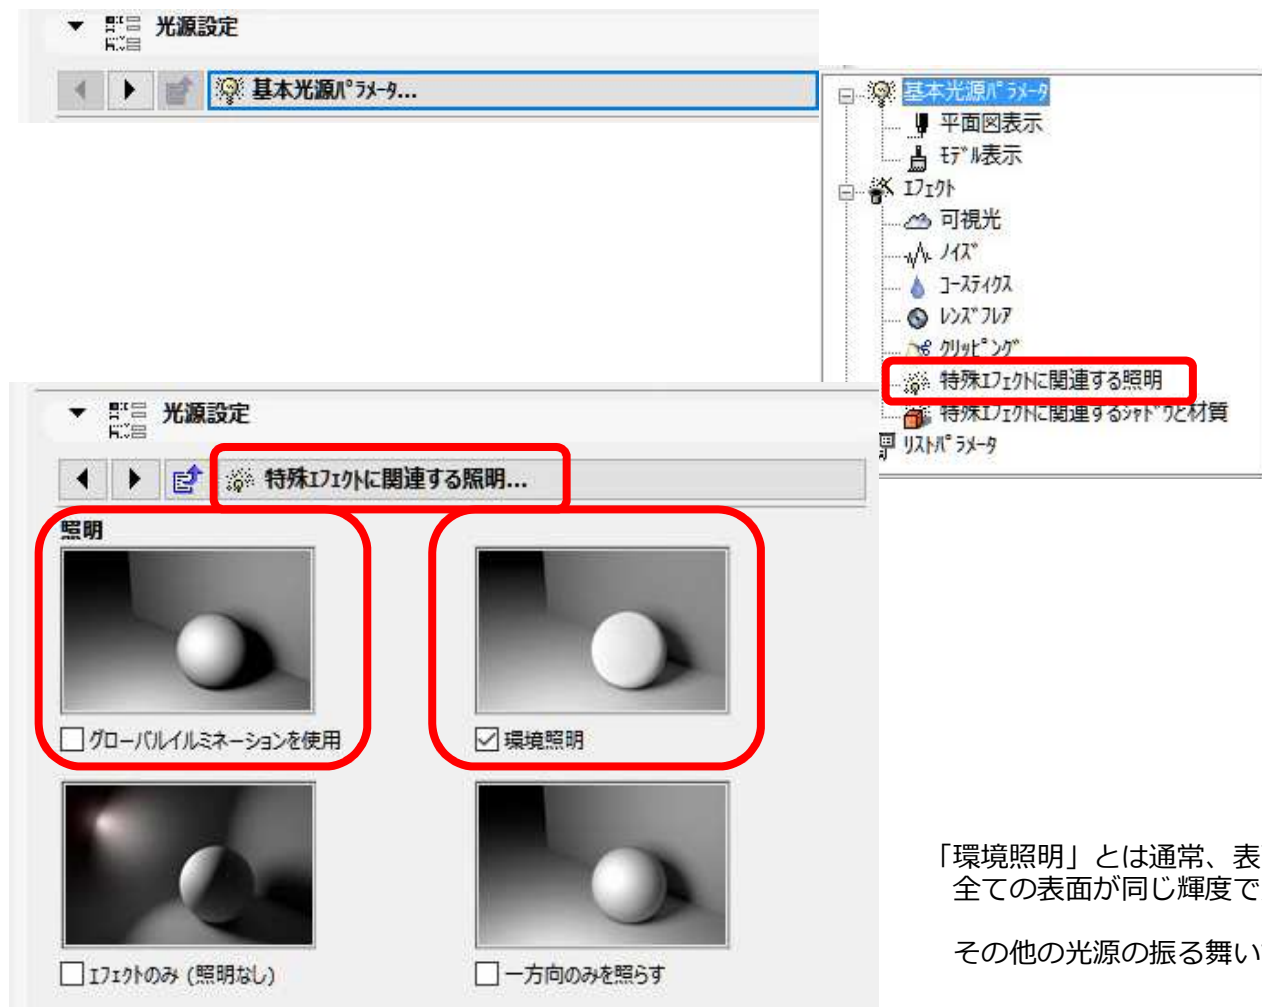 光源設定
基本光源ﾊﾟﾗﾒｰﾀ...
基本光源ﾊﾟﾗﾒｰﾀ
平面図表示
ﾓﾃﾞﾙ表示
ｴﾌｪｸﾄ
可視光
ﾉｲｽﾞ
ｺｰｽﾃｨｸｽ
ﾚﾝｽﾞﾌﾚｱ
ｸﾘｯﾋﾟﾝｸﾞ
特殊ｴﾌｪｸﾄに関連する照明
特殊ｴﾌｪｸﾄに関連するｼｬﾄﾞｳと材質
ﾘｽﾄﾊﾟﾗﾒｰﾀ
光源設定
特殊ｴﾌｪｸﾄに関連する照明...
照明
グローバルイルミネーションを使用
環境照明
ｴﾌｪｸﾄのみ (照明なし)
一方向のみを照らす
「環境照明」とは通常、表
全ての表面が同じ輝度で
その他の光源の振る舞い